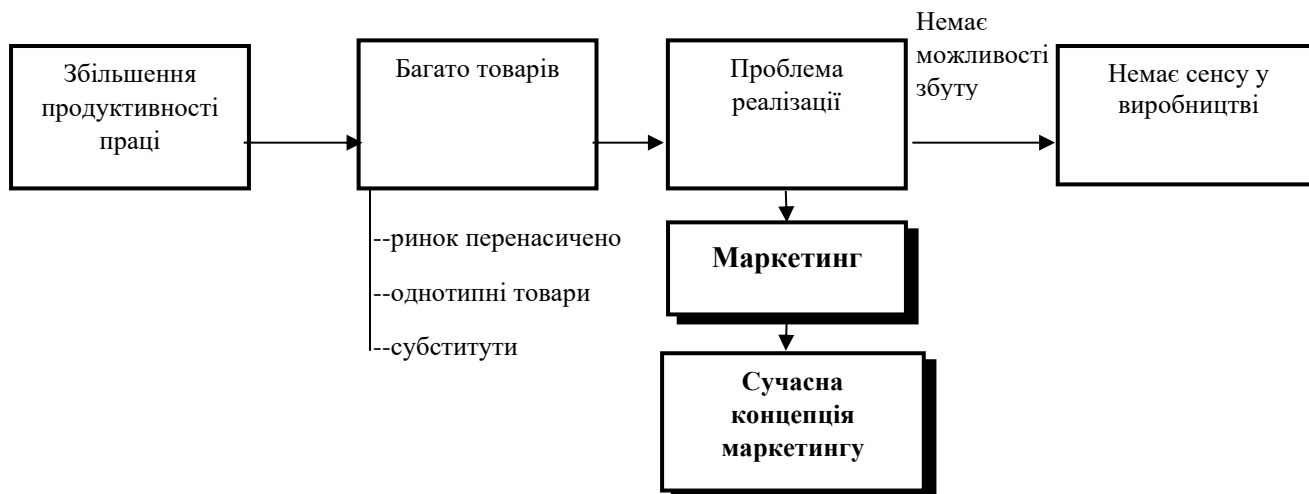 Збільшення
продуктивності
праці
Багато товарів
--ринок перенасичено
--однотипні товари
--субститути
Проблема
реалізації
Немає
можливості
збуту
Немає сенсу у
виробництві
Маркетинг
Сучасна
концепція
маркетингу